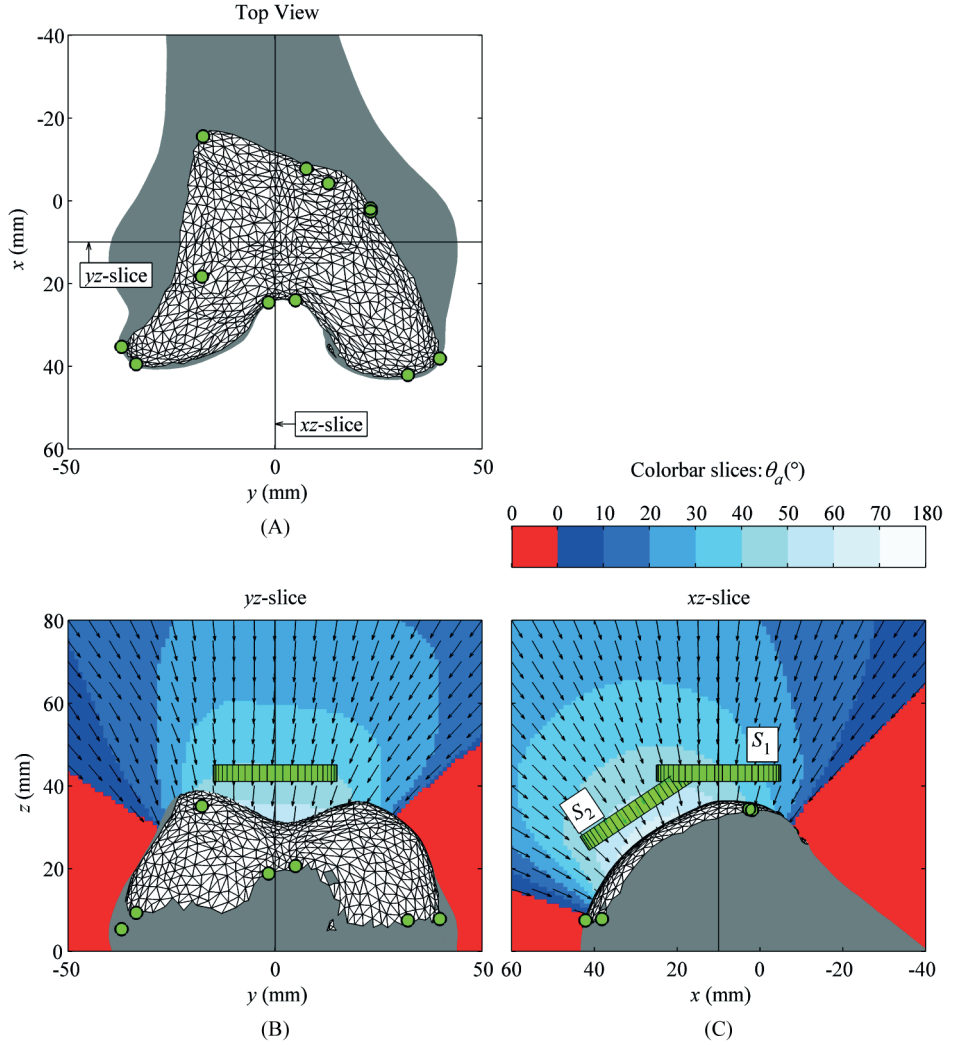 Top View
-40
-20
0
20
40
60
x (mm)
yz-slice
xz-slice
-50 0 50
y (mm)
(A)
Colorbar slices: θa(°)
0 0 10 20 30 40 50 60 70 180
yz-slice
80
60
40
20
0
z (mm)
-50 0 50
y (mm)
(B)
xz-slice
S1
S2
60 40 20 0 -20 -40
x (mm)
(C)